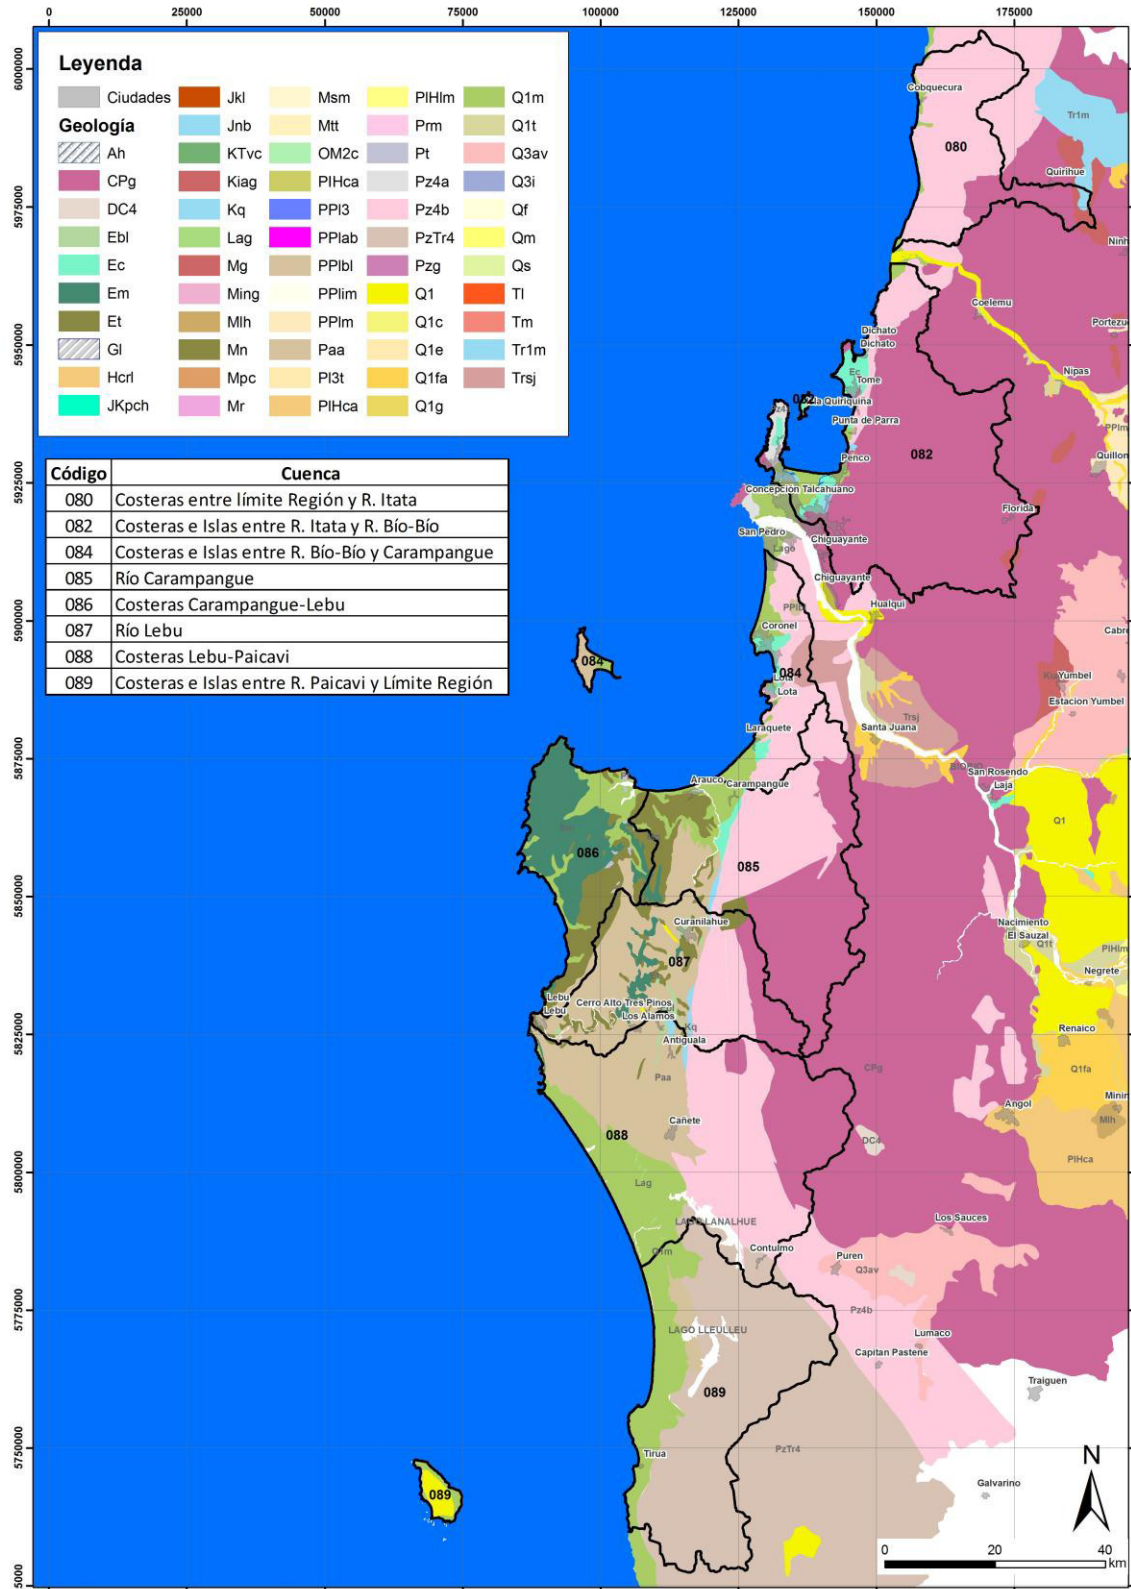 0 25000 50000 75000 100000 125000 150000 175000
Leyenda
Ciudades
Geología
Ah
CPg
DC4
Ebl
Ec
Em
Et
Gl
Hcrl
JKpch
Jkl
Jnb
KTvc
Kiag
Kq
Lag
Mg
Ming
Mlh
Mn
Mpc
Mr
Msm
Mtt
OM2c
PlHca
PPl3
PPlab
PPlbl
PPlim
PPlm
Paa
Pl3t
PlHca
PlHlm
Prm
Pt
Pz4a
Pz4b
PzTr4
Pzg
Q1
Q1c
Q1e
Q1fa
Q1g
Q1m
Q1t
Q3av
Q3i
Qf
Qm
Qs
Tl
Tm
Tr1m
Trsj
Código Cuenca
080 Costeras entre límite Región y R. Itata
082 Costeras e Islas entre R. Itata y R. Bío-Bío
084 Costeras e Islas entre R. Bío-Bío y Carampangue
085 Río Carampangue
086 Costeras Carampangue-Lebu
087 Río Lebu
088 Costeras Lebu-Paicavi
089 Costeras e Islas entre R. Paicavi y Límite Región
6000000
5975000
5950000
5925000
5900000
5875000
5850000
5825000
5800000
5775000
5750000
5000
Cobquecura
080
Tr1m
Quirihue
Coelemu
Dichato
Dichato
Ec
Tome
Punta de Parra
Penco
082
Nipas
Florida
Concepción Talcahuano
San Pedro
Lago
Chiguayante
Chiguayante
Hualqui
Coronel
084
084
Lota
Laraquete
Yumbel
Estacion Yumbel
Trsj
Santa Juana
San Rosendo
Laja
Q1
Arauco
Carampangue
086
085
Curanilahue
087
Nacimiento
El Sauzal
Q1t
PlHlm
Negrete
Lebu
Lebu
Cerro Alto Tres Pinos
Los Alamos
Kq
Antiguala
Renaico
Paa
CPg
Q1fa
Angol
Mlh
Cañete
088
DC4
PlHca
Lag
LAGO LANALHUE
Los Sauces
Q1m
Contulmo
Puren
Q3av
Pz4b
LAGO LLEULLEU
Lumaco
Capitan Pastene
089
Traiguen
Tirua
PzTr4
Galvarino
089
N
0 20 40
km